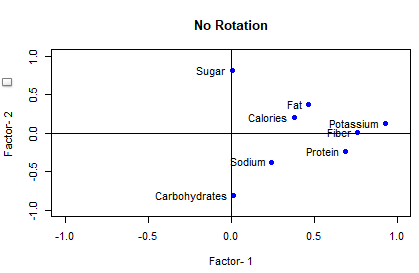 No Rotation
Factor- 2
1.0
0.5
0.0
-0.5
-1.0
Sugar
Fat
Calories
Potassium
Fiber
Protein
Sodium
Carbohydrates
-1.0 -0.5 0.0 0.5 1.0
Factor- 1